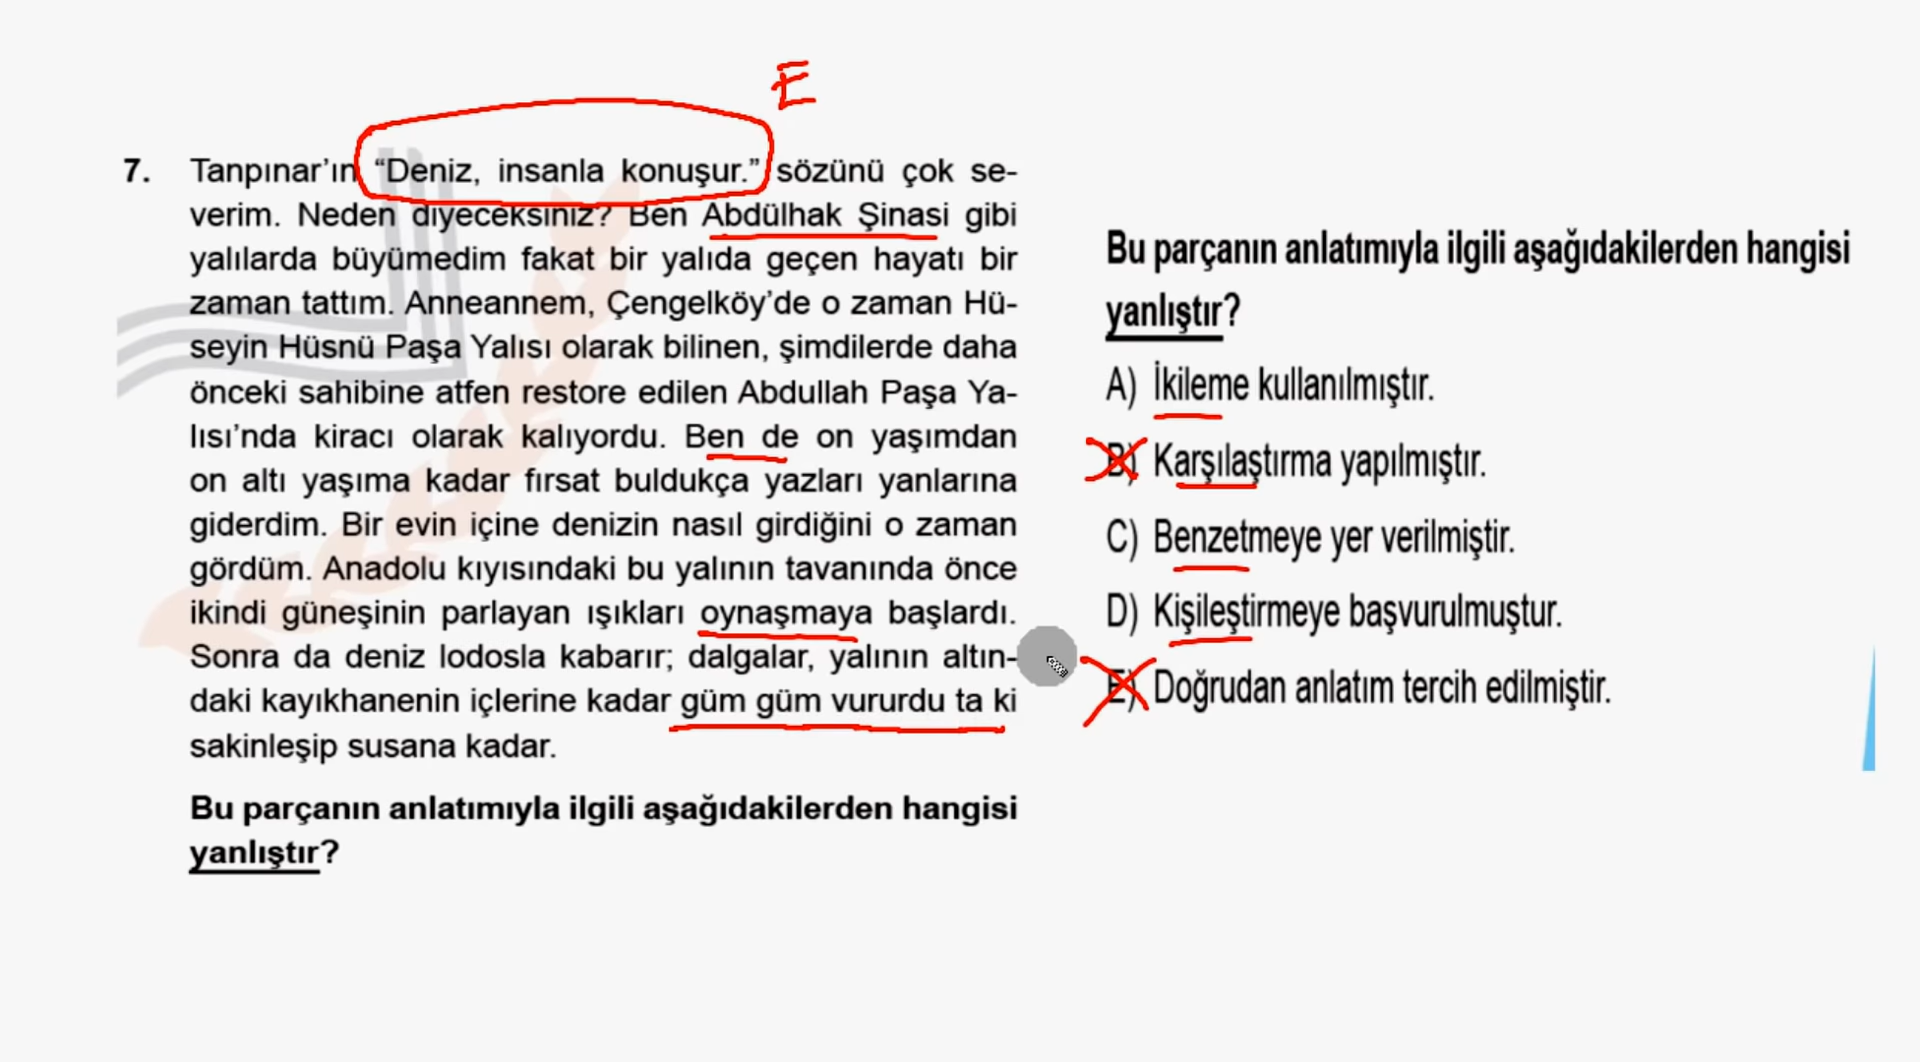 E
7. Tanpınar’ın “Deniz, insanla konuşur.” sözünü çok se-
verim. Neden diyeceksiniz? Ben Abdülhak Şinasi gibi
yalılarda büyümedim fakat bir yalıda geçen hayatı bir
zaman tattım. Anneannem, Çengelköy’de o zaman Hü-
seyin Hüsnü Paşa Yalısı olarak bilinen, şimdilerde daha
önceki sahibine atfen restore edilen Abdullah Paşa Ya-
lısı’nda kiracı olarak kalıyordu. Ben de on yaşımdan
on altı yaşıma kadar fırsat buldukça yazları yanlarına
giderdim. Bir evin içine denizin nasıl girdiğini o zaman
gördüm. Anadolu kıyısındaki bu yalının tavanında önce
ikindi güneşinin parlayan ışıkları oynaşmaya başlardı.
Sonra da deniz lodosla kabarır; dalgalar, yalının altın-
daki kayıkhanenin içlerine kadar güm güm vururdu ta ki
sakinleşip susana kadar.
Bu parçanın anlatımıyla ilgili aşağıdakilerden hangisi
yanlıştır?
Bu parçanın anlatımıyla ilgili aşağıdakilerden hangisi
yanlıştır?
A) İkileme kullanılmıştır.
B) Karşılaştırma yapılmıştır.
C) Benzetmeye yer verilmiştir.
D) Kişileştirmeye başvurulmuştur.
E) Doğrudan anlatım tercih edilmiştir.